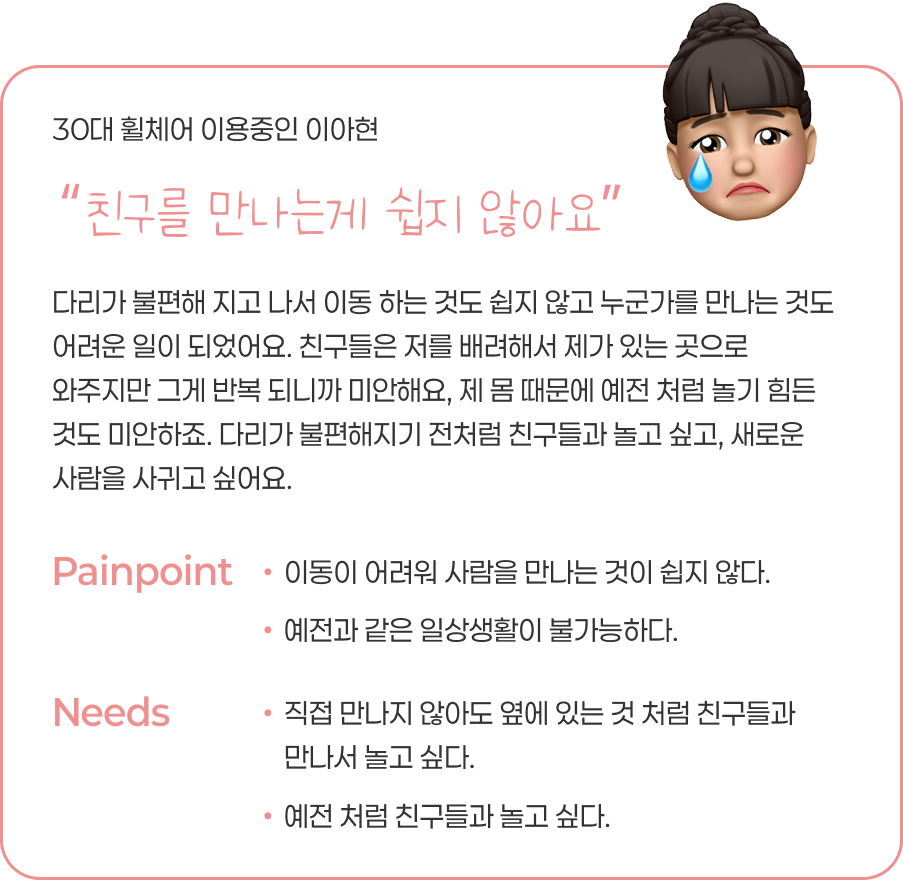 30대 휠체어 이용중인 이아현
“친구를 만나는게 쉽지 않아요”
다리가 불편해 지고 나서 이동 하는 것도 쉽지 않고 누군가를 만나는 것도
어려운 일이 되었어요. 친구들은 저를 배려해서 제가 있는 곳으로
와주지만 그게 반복 되니까 미안해요, 제 몸 때문에 예전 처럼 놀기 힘든
것도 미안하죠. 다리가 불편해지기 전처럼 친구들과 놀고 싶고, 새로운
사람을 사귀고 싶어요.
Painpoint • 이동이 어려워 사람을 만나는 것이 쉽지 않다.
• 예전과 같은 일상생활이 불가능하다.
Needs • 직접 만나지 않아도 옆에 있는 것 처럼 친구들과
만나서 놀고 싶다.
• 예전 처럼 친구들과 놀고 싶다.